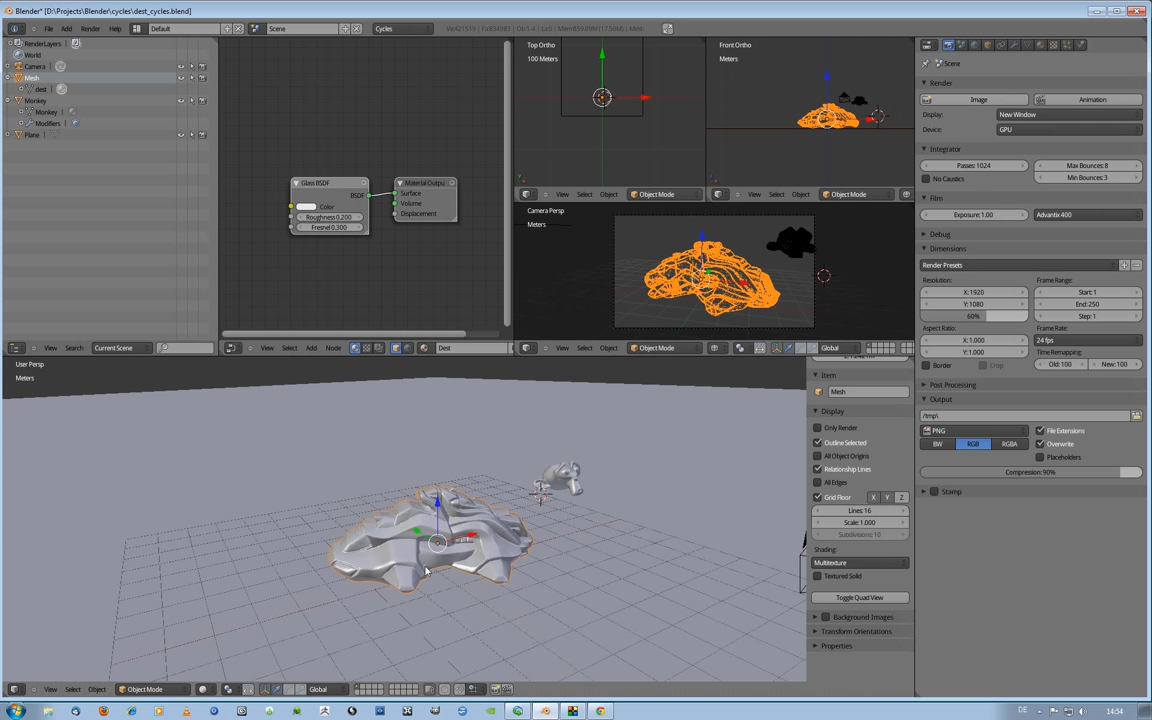 Blender* [D:\Projects\Blender\cycles\dest_cycles.blend]
File
Add
Render
Help
Default
Scene
Cycles
RenderLayers
World
Camera
Mesh
dest
Monkey
Monkey
Modifiers
Plane
View
Search
Current Scene
Glass BSDF
BSDF
Color
Roughness 0.200
Fresnel 0.300
Material Outpu
Surface
Volume
Displacement
View
Select
Add
Node
Dest
Top Ortho
100 Meters
View
Select
Object
Object Mode
Front Ortho
Meters
View
Select
Object
Object Mode
Camera Persp
Meters
View
Select
Object
Object Mode
Global
User Persp
Meters
View
Select
Object
Object Mode
Global
Item
Mesh
Display
Only Render
Outline Selected
All Object Origins
Relationship Lines
All Edges
Grid Floor
X
Y
Z
Lines: 16
Scale: 1.000
Subdivisions: 10
Shading:
Multitexture
Textured Solid
Toggle Quad View
Background Images
Transform Orientations
Properties
Scene
Render
Image
Animation
Display:
New Window
Device:
GPU
Integrator
Passes: 1024
Max Bounces: 8
No Caustics
Min Bounces: 3
Film
Exposure: 1.00
Advantix 400
Debug
Dimensions
Render Presets
Resolution:
Frame Range:
X: 1920
Start: 1
Y: 1080
End: 250
60%
Step: 1
Aspect Ratio:
Frame Rate:
X: 1.000
24 fps
Y: 1.000
Time Remapping:
Border
Crop
Old: 100
New: 100
Post Processing
Output
/tmp\
PNG
File Extensions
BW
RGB
RGBA
Overwrite
Placeholders
Compression: 90%
Stamp
DE
14:54